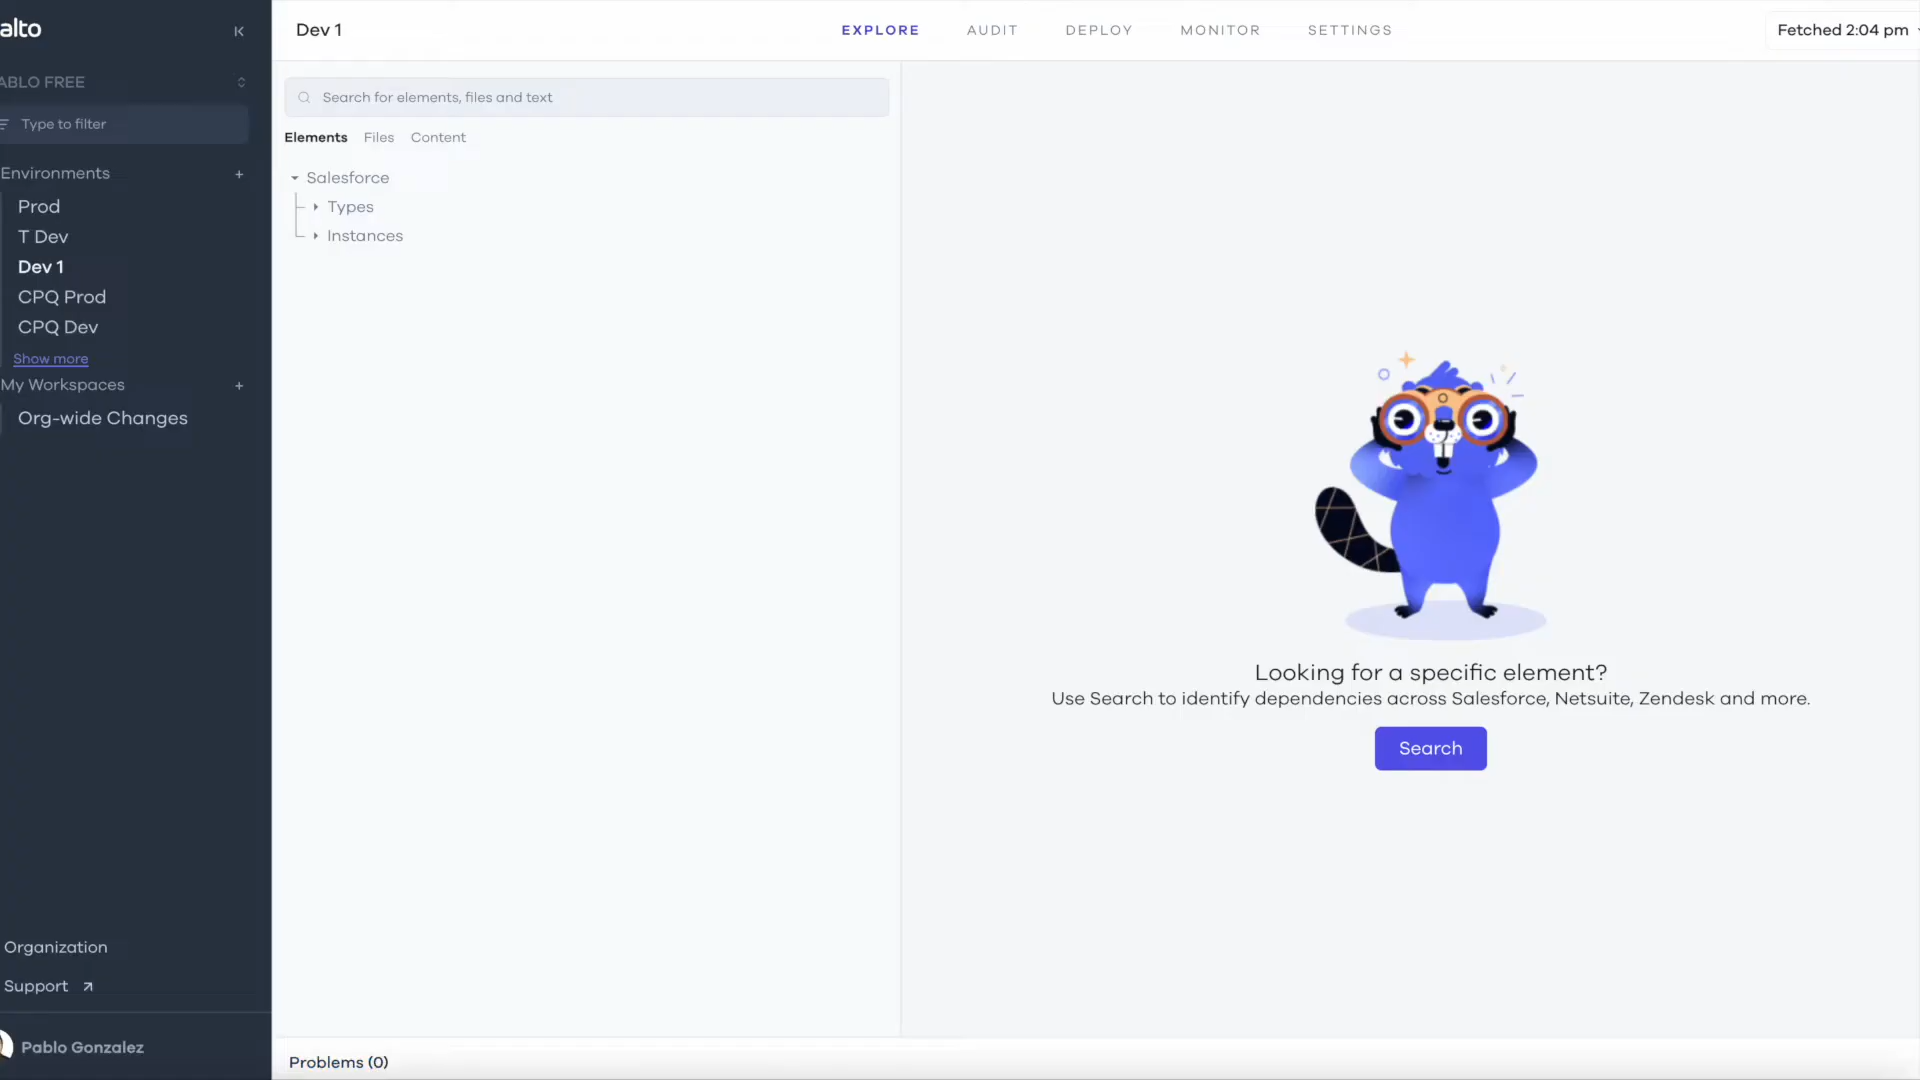 alto
ABLO FREE
Type to filter
Environments
Prod
T Dev
Dev 1
CPQ Prod
CPQ Dev
Show more
My Workspaces
Org-wide Changes
Organization
Support
Pablo Gonzalez
Dev 1
EXPLORE AUDIT DEPLOY MONITOR SETTINGS
Fetched 2:04 pm
Search for elements, files and text
Elements Files Content
Salesforce
Types
Instances
Looking for a specific element?
Use Search to identify dependencies across Salesforce, Netsuite, Zendesk and more.
Search
Problems (0)